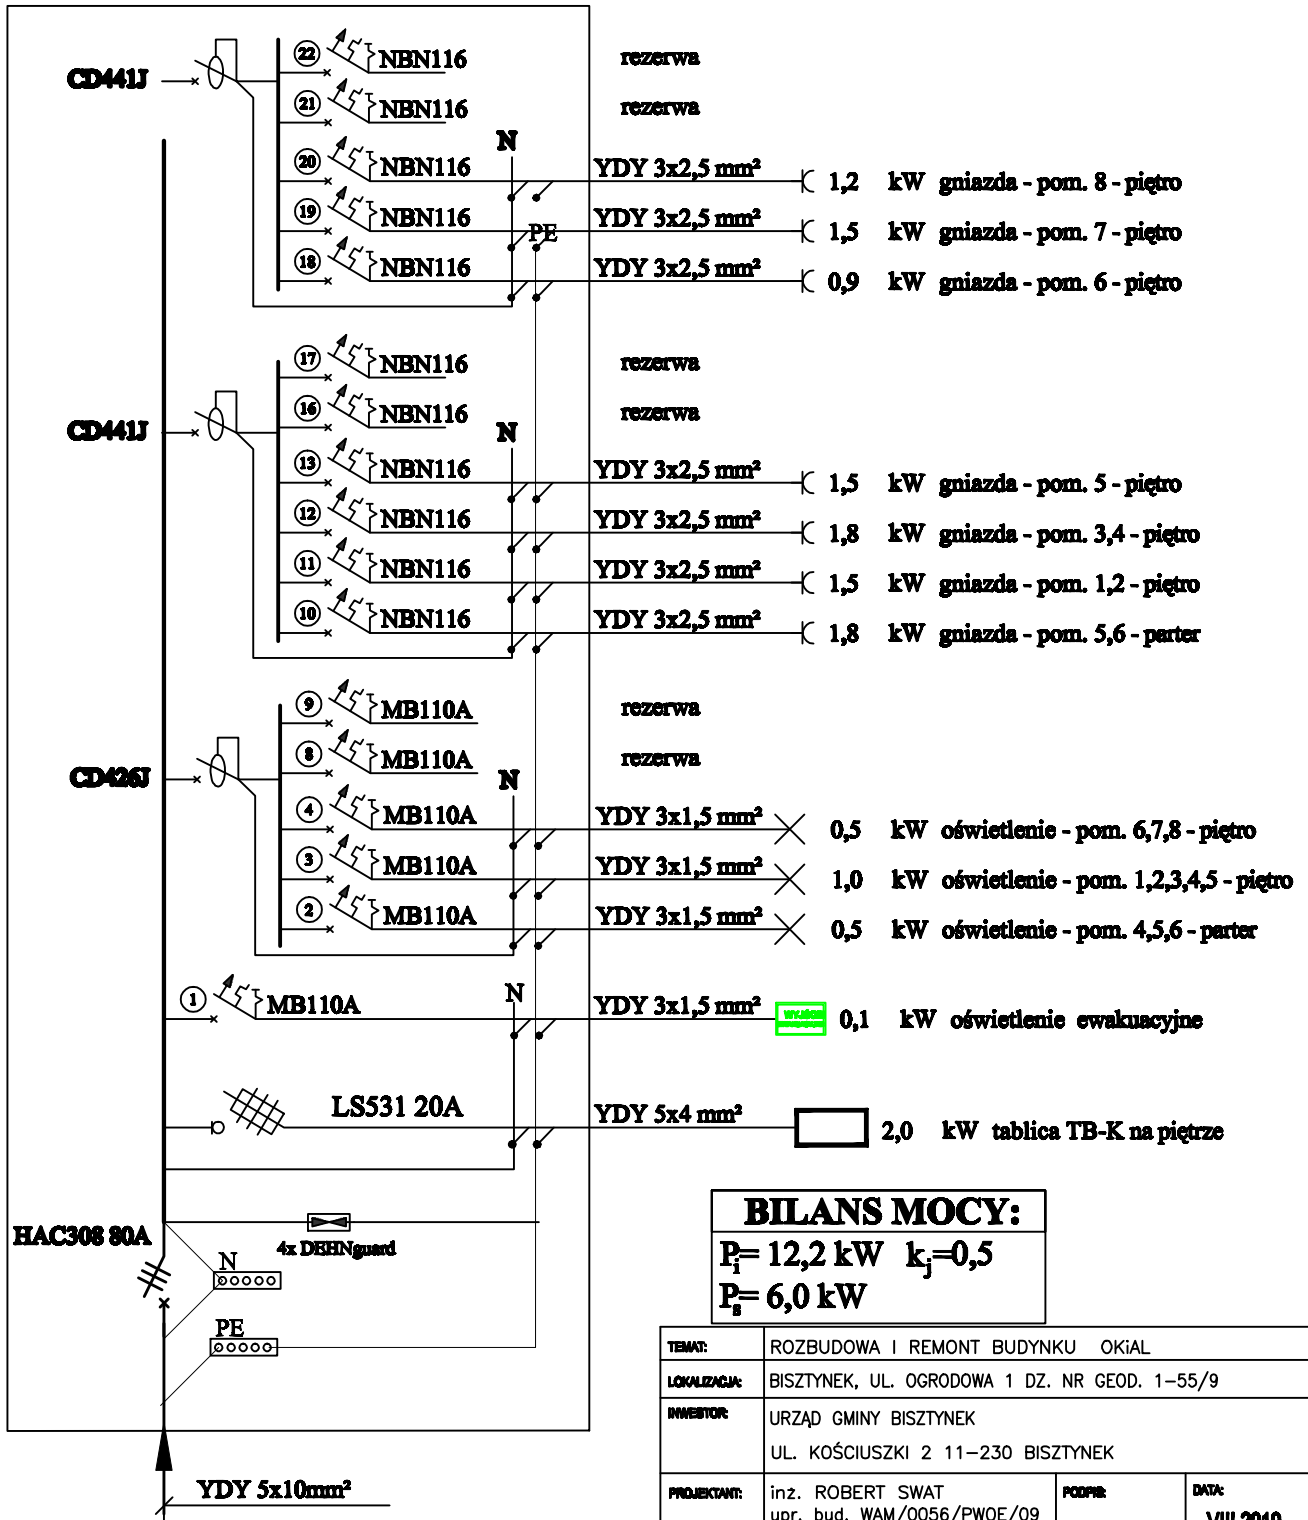 22 NBN116 rezerwa
CD441J
21 NBN116 rezerwa
N
20 NBN116 YDY 3x2,5 mm² 1,2 kW gniazda - pom. 8 - piętro
19 NBN116 YDY 3x2,5 mm² 1,5 kW gniazda - pom. 7 - piętro
PE
18 NBN116 YDY 3x2,5 mm² 0,9 kW gniazda - pom. 6 - piętro
17 NBN116 rezerwa
16 NBN116 rezerwa
CD441J N
13 NBN116 YDY 3x2,5 mm² 1,5 kW gniazda - pom. 5 - piętro
12 NBN116 YDY 3x2,5 mm² 1,8 kW gniazda - pom. 3,4 - piętro
11 NBN116 YDY 3x2,5 mm² 1,5 kW gniazda - pom. 1,2 - piętro
10 NBN116 YDY 3x2,5 mm² 1,8 kW gniazda - pom. 5,6 - parter
9 MB110A rezerwa
8 MB110A rezerwa
CD426J N
4 MB110A YDY 3x1,5 mm² 0,5 kW oświetlenie - pom. 6,7,8 - piętro
3 MB110A YDY 3x1,5 mm² 1,0 kW oświetlenie - pom. 1,2,3,4,5 - piętro
2 MB110A YDY 3x1,5 mm² 0,5 kW oświetlenie - pom. 4,5,6 - parter
1 MB110A N YDY 3x1,5 mm² 0,1 kW oświetlenie ewakuacyjne
LS531 20A YDY 5x4 mm² 2,0 kW tablica TB-K na piętrze
HAC308 80A
4x DEHNguard
N
PE
YDY 5x10mm²
BILANS MOCY:
Pi= 12,2 kW kj=0,5
Ps= 6,0 kW
TEMAT: ROZBUDOWA I REMONT BUDYNKU OKiAL
LOKALIZACJA: BISZTYNEK, UL. OGRODOWA 1 DZ. NR GEOD. 1-55/9
INWESTOR: URZĄD GMINY BISZTYNEK
UL. KOŚCIUSZKI 2 11-230 BISZTYNEK
PROJEKTANT: inż. ROBERT SWAT PODPIS: DATA:
upr. bud. WAM/0056/PWOE/09 VIII 2010